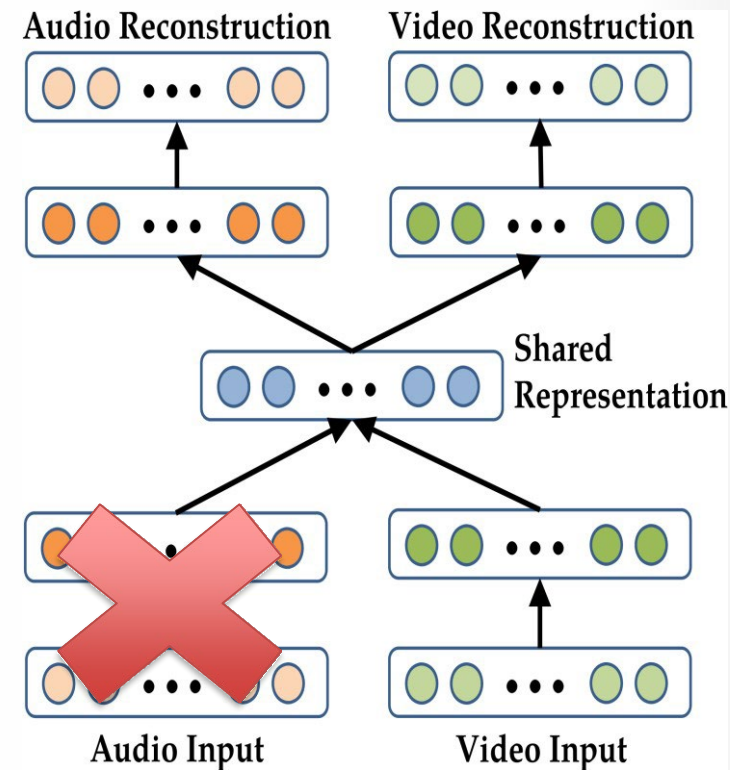 Audio Reconstruction
Video Reconstruction
Shared
Representation
Audio Input
Video Input